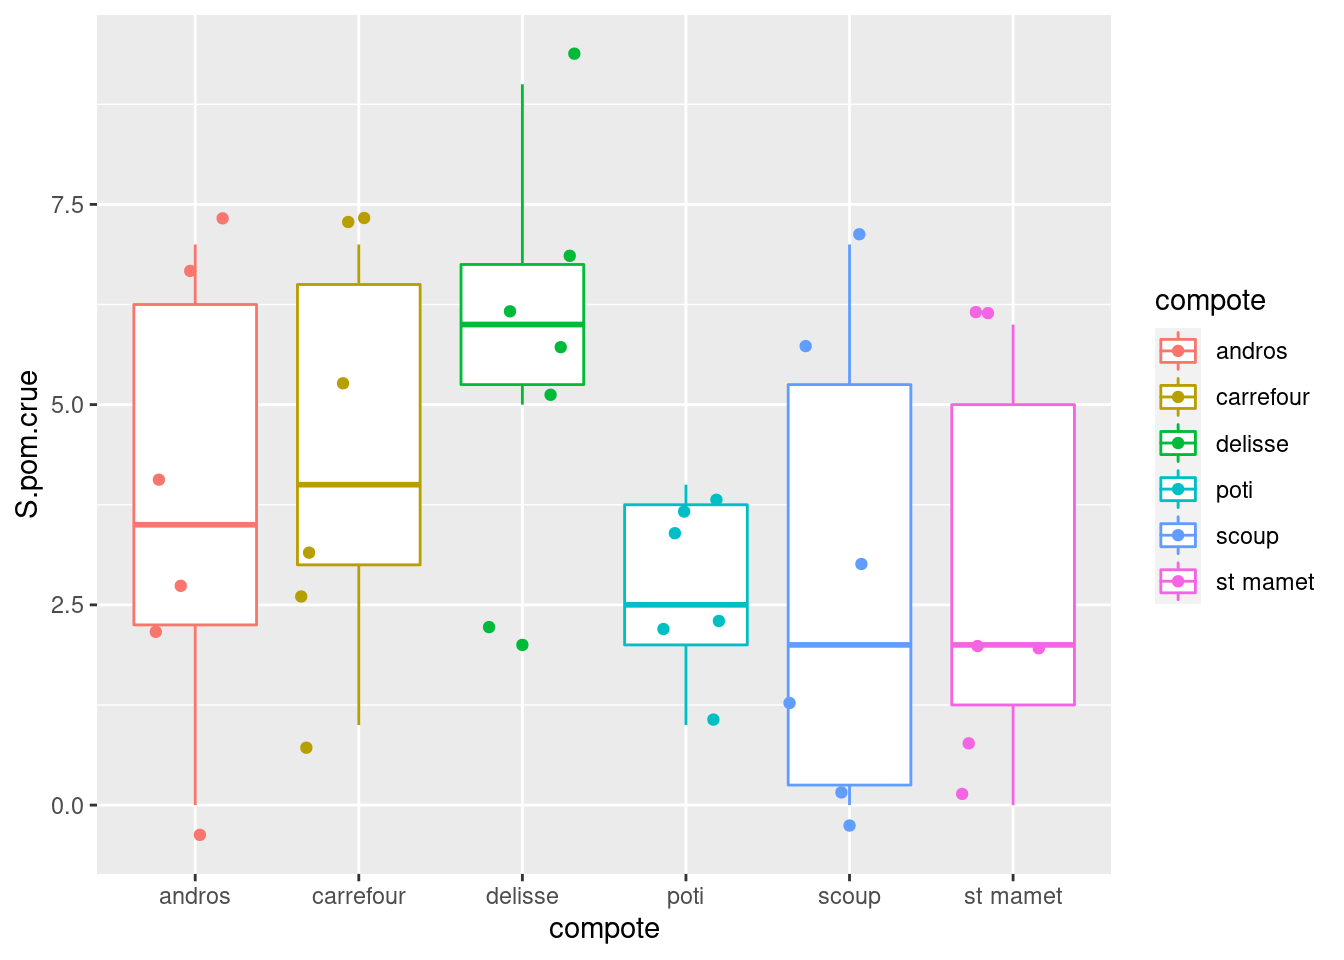 S.pom.crue
7.5
5.0
2.5
0.0
andros carrefour delisse poti scoup st mamet
compote
compote
andros
carrefour
delisse
poti
scoup
st mamet